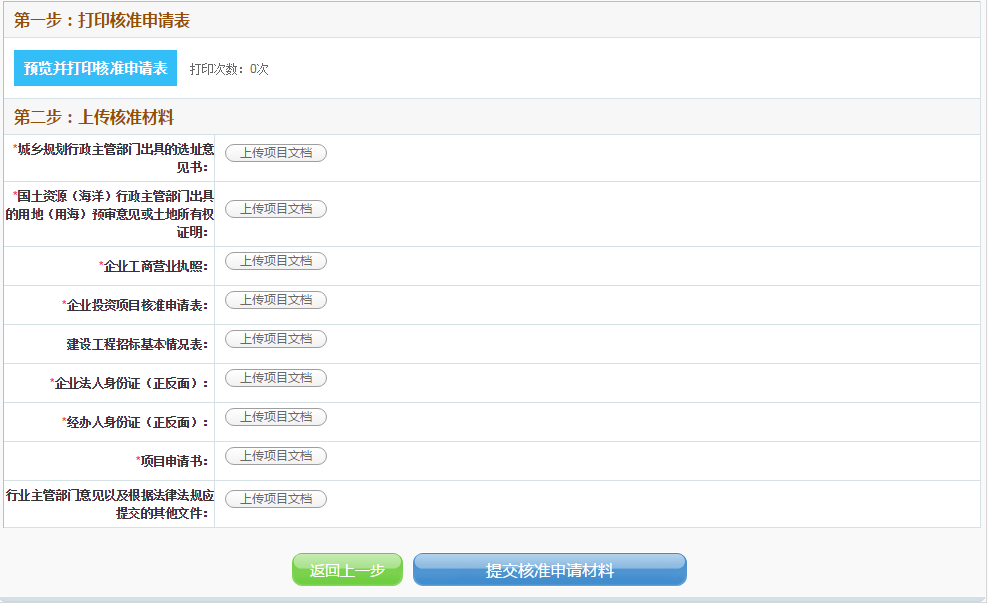 第一步：打印核准申请表
预览并打印核准申请表 打印次数：0次
第二步：上传核准材料
*城乡规划行政主管部门出具的选址意
见书：
上传项目文档
*国土资源（海洋）行政主管部门出具
的用地（用海）预审意见或土地所有权
证明：
上传项目文档
*企业工商营业执照： 上传项目文档
*企业投资项目核准申请表： 上传项目文档
建设工程招标基本情况表： 上传项目文档
*企业法人身份证（正反面）： 上传项目文档
*经办人身份证（正反面）： 上传项目文档
*项目申请书： 上传项目文档
行业主管部门意见以及根据法律法规应
提交的其他文件：
上传项目文档
返回上一步 提交核准申请材料